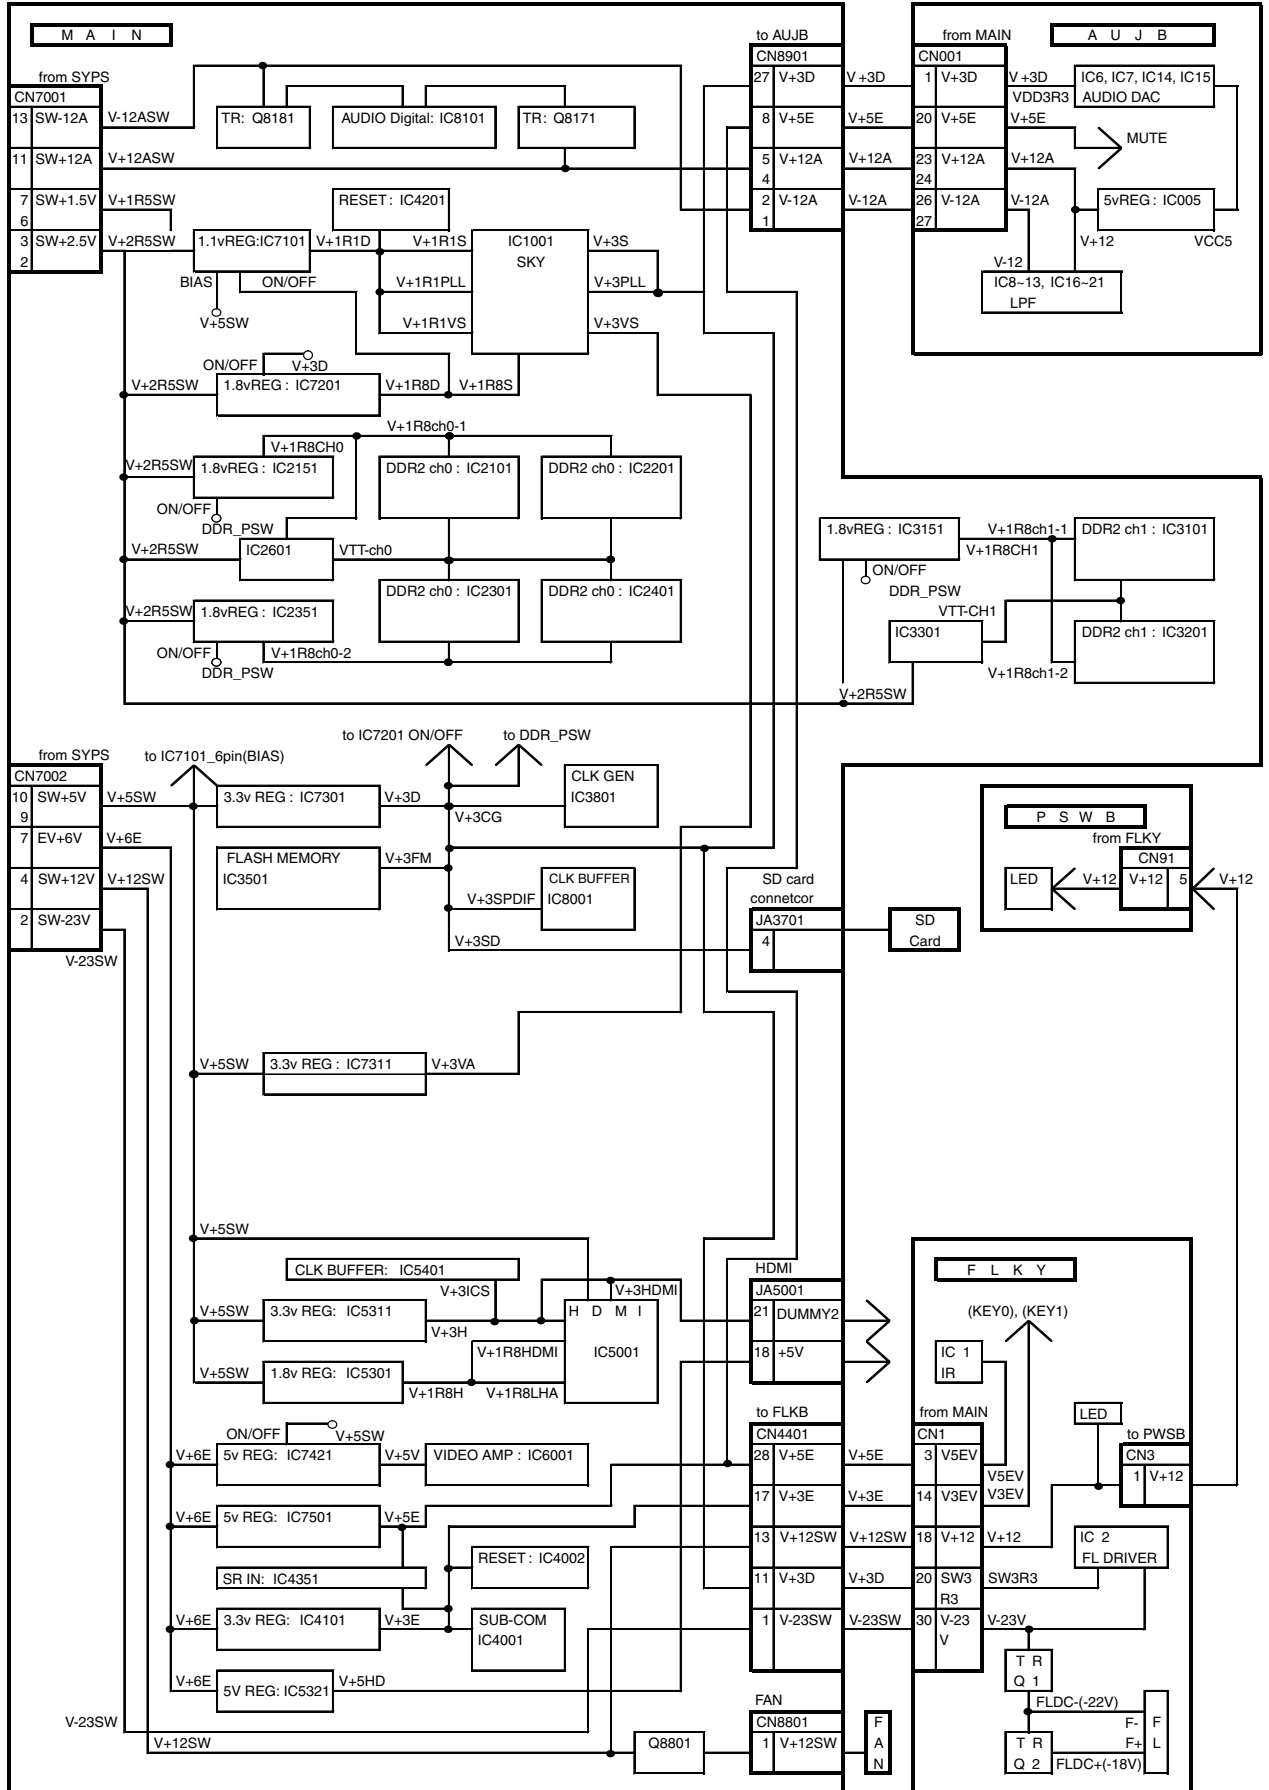 M A I N
to AUJB
from MAIN
A U J B
from SYPS
CN7001
13 SW-12A
11 SW+12A
7 SW+1.5V
6
3 SW+2.5V
2
V-12ASW
V+12ASW
V+1R5SW
V+2R5SW
TR: Q8181
AUDIO Digital: IC8101
TR: Q8171
CN8901
27 V+3D
8 V+5E
5 V+12A
4
2 V-12A
1
V +3D
V+5E
V+12A
V-12A
CN001
1 V+3D
20 V+5E
23 V+12A
24
26 V-12A
27
V +3D
VDD3R3
V+5E
V+12A
V-12A
IC6, IC7, IC14, IC15
AUDIO DAC
MUTE
5vREG : IC005
V+12
VCC5
V-12
IC8~13, IC16~21
LPF
RESET : IC4201
1.1vREG:IC7101
V+1R1D
V+1R1S
IC1001
SKY
V+3S
BIAS
ON/OFF
V+1R1PLL
V+3PLL
V+5SW
V+1R1VS
V+3VS
ON/OFF
V+3D
V+2R5SW
1.8vREG : IC7201
V+1R8D
V+1R8S
V+1R8ch0-1
V+1R8CH0
V+2R5SW
1.8vREG : IC2151
DDR2 ch0 : IC2101
DDR2 ch0 : IC2201
ON/OFF
DDR_PSW
V+2R5SW
IC2601
VTT-ch0
DDR2 ch0 : IC2301
DDR2 ch0 : IC2401
V+2R5SW
1.8vREG : IC2351
ON/OFF
V+1R8ch0-2
DDR_PSW
1.8vREG : IC3151
V+1R8ch1-1
V+1R8CH1
DDR2 ch1 : IC3101
ON/OFF
DDR_PSW
VTT-CH1
IC3301
DDR2 ch1 : IC3201
V+1R8ch1-2
V+2R5SW
from SYPS
to IC7101_6pin(BIAS)
to IC7201 ON/OFF
to DDR_PSW
CN7002
10 SW+5V
9
7 EV+6V
4 SW+12V
2 SW-23V
V+5SW
V+6E
V+12SW
V-23SW
3.3v REG : IC7301
V+3D
CLK GEN
IC3801
V+3CG
FLASH MEMORY
IC3501
V+3FM
CLK BUFFER
IC8001
V+3SPDIF
V+3SD
SD card
connetcor
JA3701
4
SD
Card
P S W B
from FLKY
CN91
V+12 5
LED
V+12
V+12
V+5SW
3.3v REG : IC7311
V+3VA
V+5SW
CLK BUFFER: IC5401
V+3ICS
V+3HDMI
V+5SW
3.3v REG: IC5311
V+3H
H D M I
IC5001
V+1R8HDMI
V+5SW
1.8v REG: IC5301
V+1R8H
V+1R8LHA
HDMI
JA5001
21 DUMMY2
18 +5V
F L K Y
(KEY0), (KEY1)
IC 1
IR
ON/OFF
V+5SW
V+6E
5v REG: IC7421
V+5V
VIDEO AMP : IC6001
V+6E
5v REG: IC7501
V+5E
RESET : IC4002
SR IN: IC4351
V+6E
3.3v REG: IC4101
V+3E
SUB-COM
IC4001
V+6E
5V REG: IC5321
V+5HD
to FLKB
CN4401
28 V+5E
17 V+3E
13 V+12SW
11 V+3D
1 V-23SW
V+5E
V+3E
V+12SW
V+3D
V-23SW
from MAIN
CN1
3 V5EV
14 V3EV
18 V+12
20 SW3
R3
30 V-23
V
V5EV
V3EV
V+12
SW3R3
V-23V
LED
to PWSB
CN3
1 V+12
IC 2
FL DRIVER
T R
Q 1
FLDC-(-22V)
T R
Q 2
F-
F+
FLDC+(-18V)
F
L
V-23SW
V+12SW
Q8801
FAN
CN8801
1 V+12SW
F
A
N